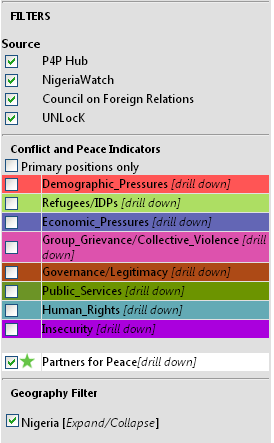 FILTERS
Source
P4P Hub
NigeriaWatch
Council on Foreign Relations
UNLocK
Conflict and Peace Indicators
Primary positions only
Demographic_Pressures [drill down]
Refugees/IDPs [drill down]
Economic_Pressures [drill down]
Group_Grievance/Collective_Violence [drill
down]
Governance/Legitimacy [drill down]
Public_Services [drill down]
Human_Rights [drill down]
Insecurity [drill down]
Partners for Peace[drill down]
Geography Filter
Nigeria [Expand/Collapse]